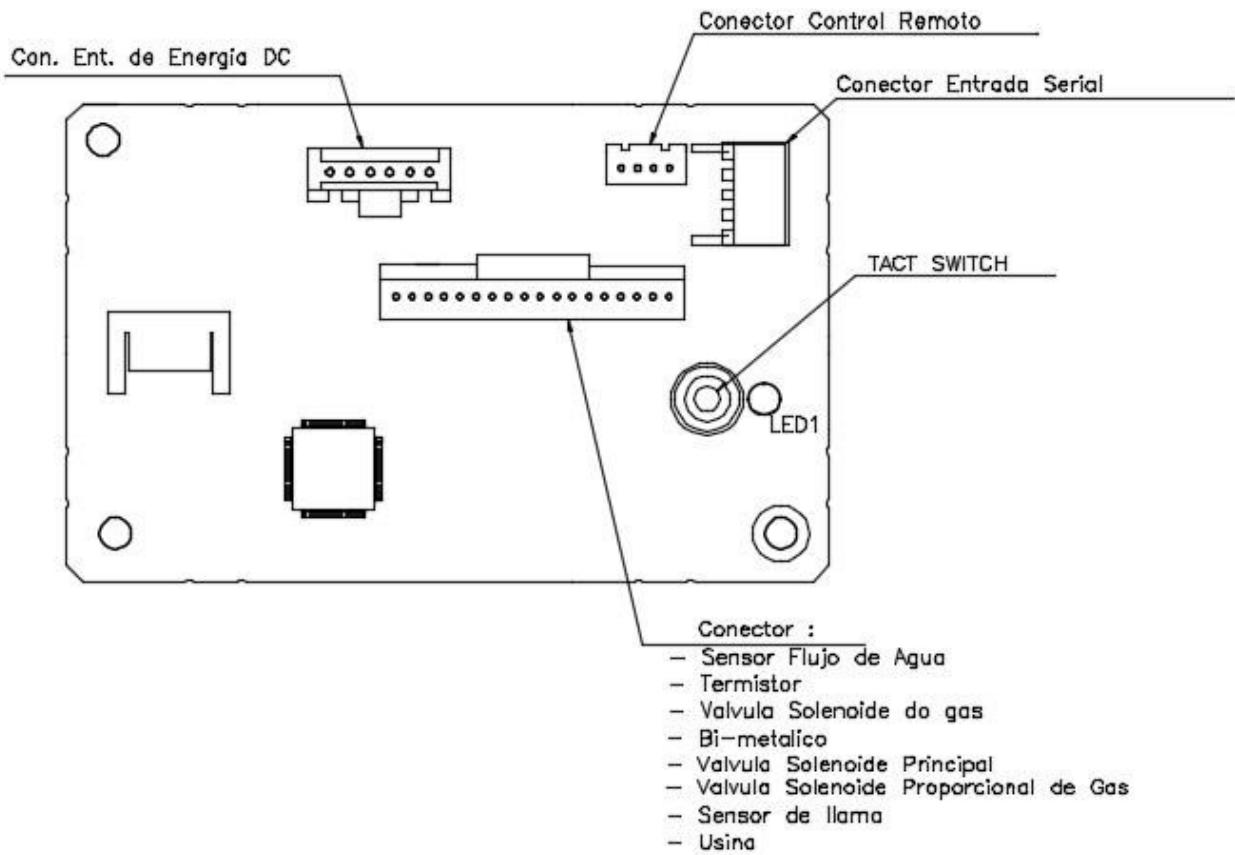 Conector Control Remoto
Con. Ent. de Energia DC
Conector Entrada Serial
TACT SWITCH
LED1
Conector :
- Sensor Flujo de Agua
- Termistor
- Valvula Solenoide do gas
- Bi-metalico
- Valvula Solenoide Principal
- Valvula Solenoide Proporcional de Gas
- Sensor de llama
- Usina